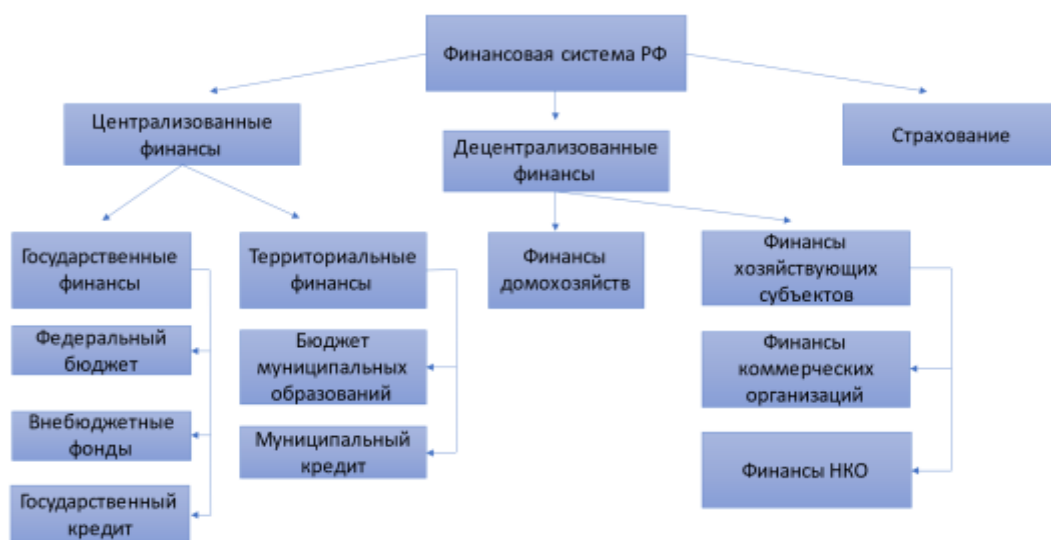 Финансовая система РФ
Централизованные
финансы
Децентрализованные
финансы
Страхование
Государственные
финансы
Территориальные
финансы
Финансы
домохозяйств
Финансы
хозяйствующих
субъектов
Федеральный
бюджет
Бюджет
муниципальных
образований
Финансы
коммерческих
организаций
Внебюджетные
фонды
Муниципальный
кредит
Финансы НКО
Государственный
кредит